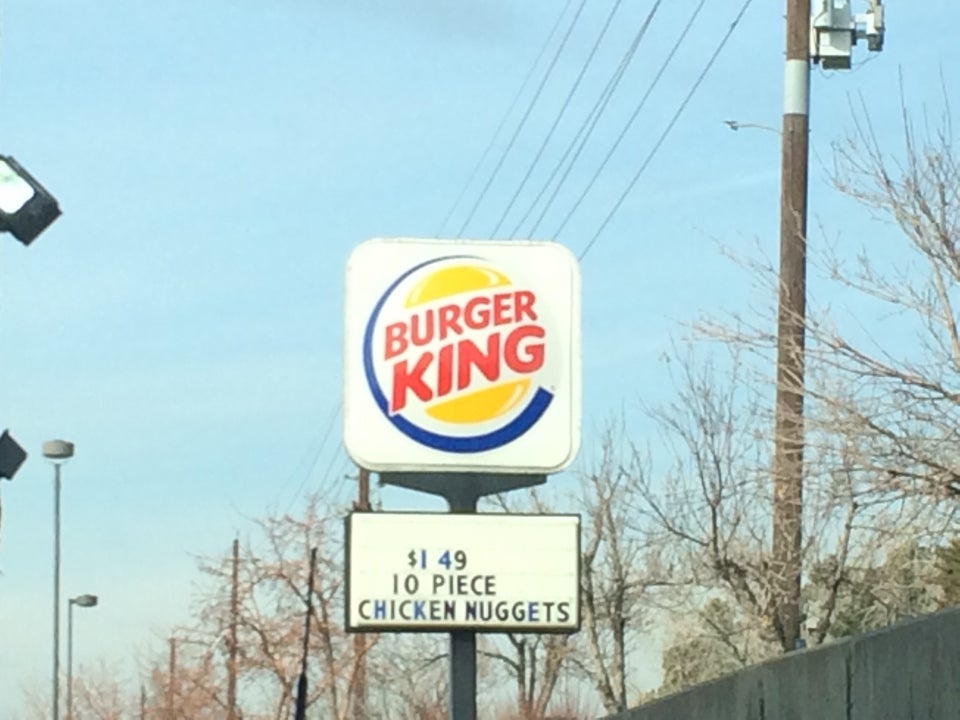 BURGER
KING
$1 49
10 PIECE
CHICKEN NUGGETS